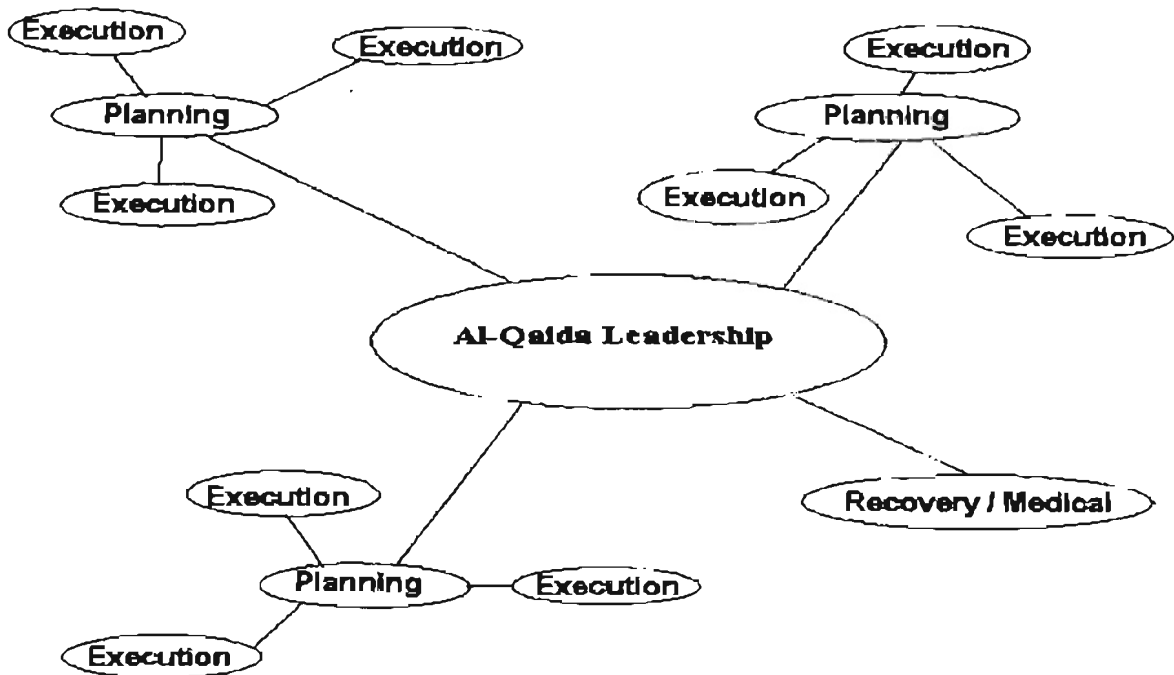 Execution
Execution
Execution
Planning
Planning
Execution
Execution
Execution
Al-Qaida Leadership
Execution
Recovery / Medical
Planning
Execution
Execution